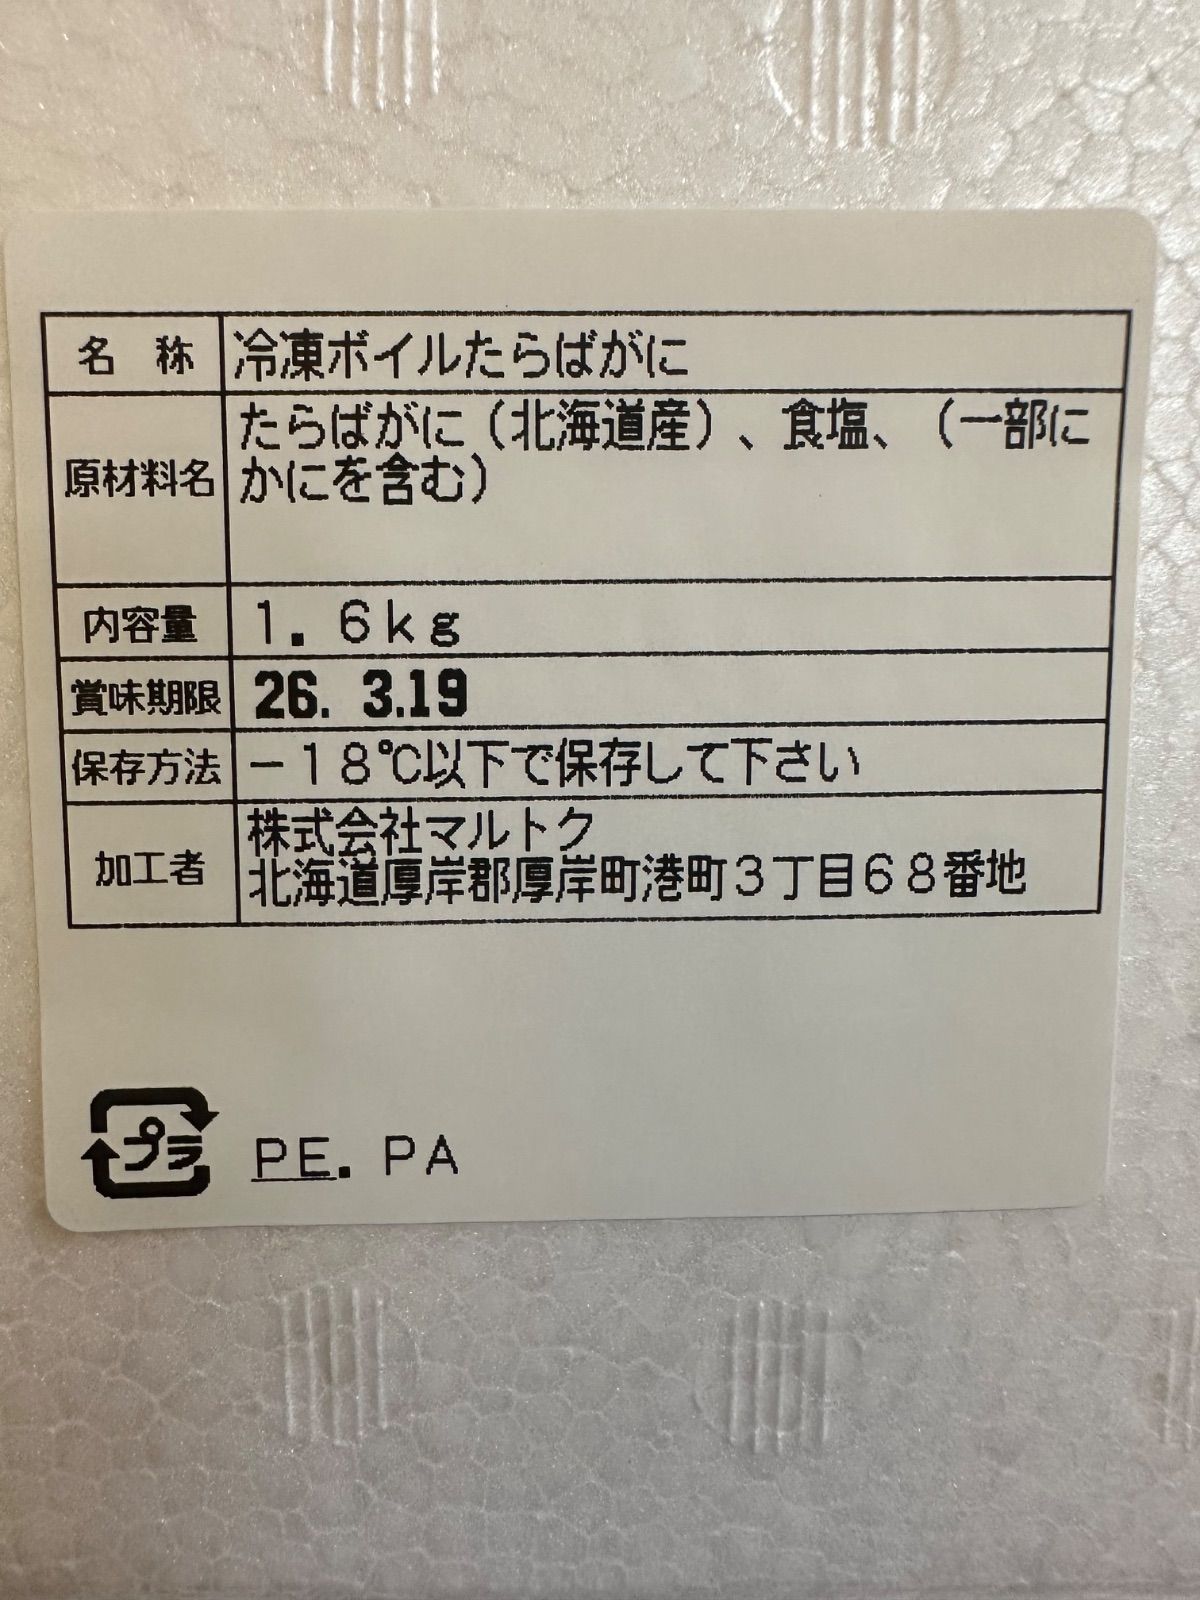 名 称 冷凍ボイルたらばがに
原材料名 たらばがに（北海道産）、食塩、（一部に
かにを含む）
内容量 １．６ｋｇ
賞味期限 26. 3.19
保存方法 －１８℃以下で保存して下さい
加工者 株式会社マルトク
北海道厚岸郡厚岸町港町３丁目６８番地
プラ PE. PA